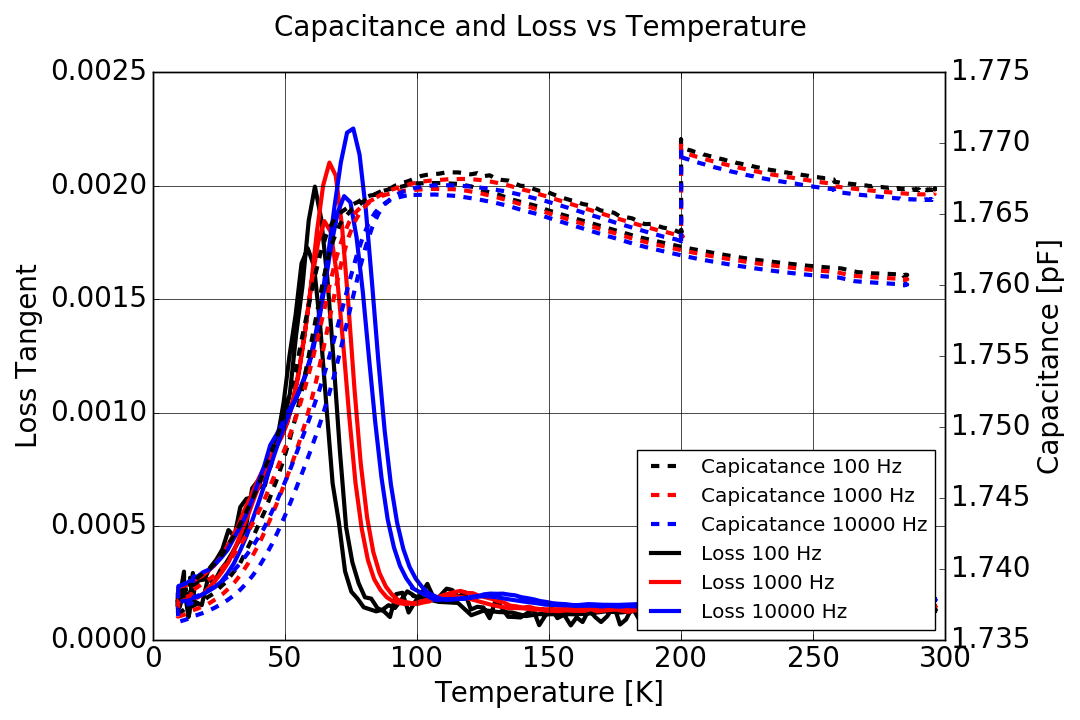 Capacitance and Loss vs Temperature
0.0025
0.0020
0.0015
0.0010
0.0005
0.0000
Loss Tangent
1.775
1.770
1.765
1.760
1.755
1.750
1.745
1.740
1.735
Capacitance [pF]
Capicatance 100 Hz
Capicatance 1000 Hz
Capicatance 10000 Hz
Loss 100 Hz
Loss 1000 Hz
Loss 10000 Hz
0 50 100 150 200 250 300
Temperature [K]